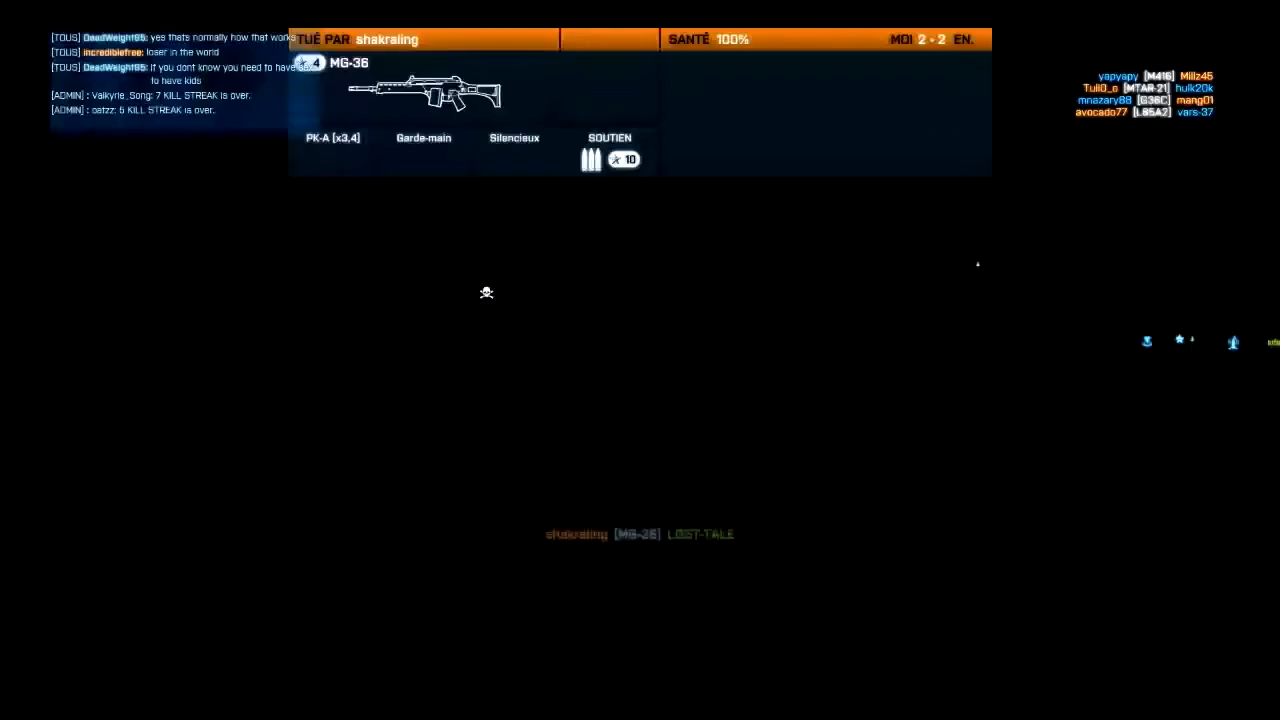 [TOUS] DeadWeight95: yes thats normally how that works
[TOUS] incrediblefree: loser in the world
[TOUS] DeadWeight95: if you dont know you need to have sex
to have kids
[ADMIN] : Valkyrie_Song: 7 KILL STREAK is over.
[ADMIN] : oatzz: 5 KILL STREAK is over.
TUÉ PAR shakraling
SANTÉ 100%
MOI 2 - 2 EN.
4 MG-36
PK-A [x3,4] Garde-main Silencieux SOUTIEN
10
yapyapy [M416] Millz45
[MTAR-21] hulk20k
mnazary88 [G36C] mang01
avocado77 [L85A2] vars-37
shakraling [MG-36] LOST-TALE